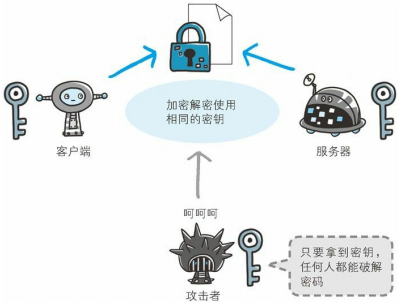 加密解密使用
相同的密钥
客户端
服务器
呵呵呵
攻击者
只要拿到密钥，
任何人都能破解
密码